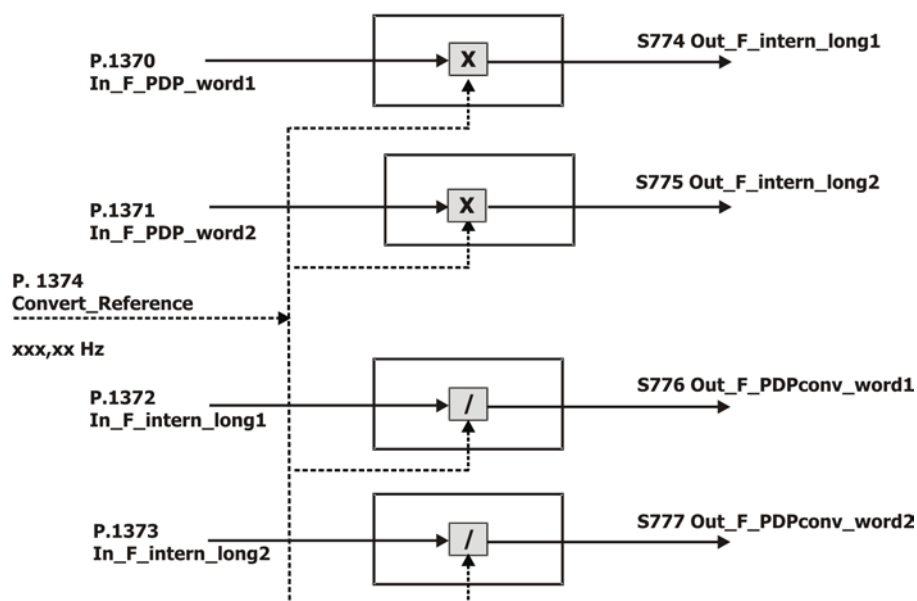 S774 Out_F_intern_long1
P.1370
In_F_PDP_word1
X
S775 Out_F_intern_long2
P.1371
In_F_PDP_word2
X
P. 1374
Convert_Reference
xxx,xx Hz
S776 Out_F_PDPconv_word1
P.1372
In_F_intern_long1
/
S777 Out_F_PDPconv_word2
P.1373
In_F_intern_long2
/